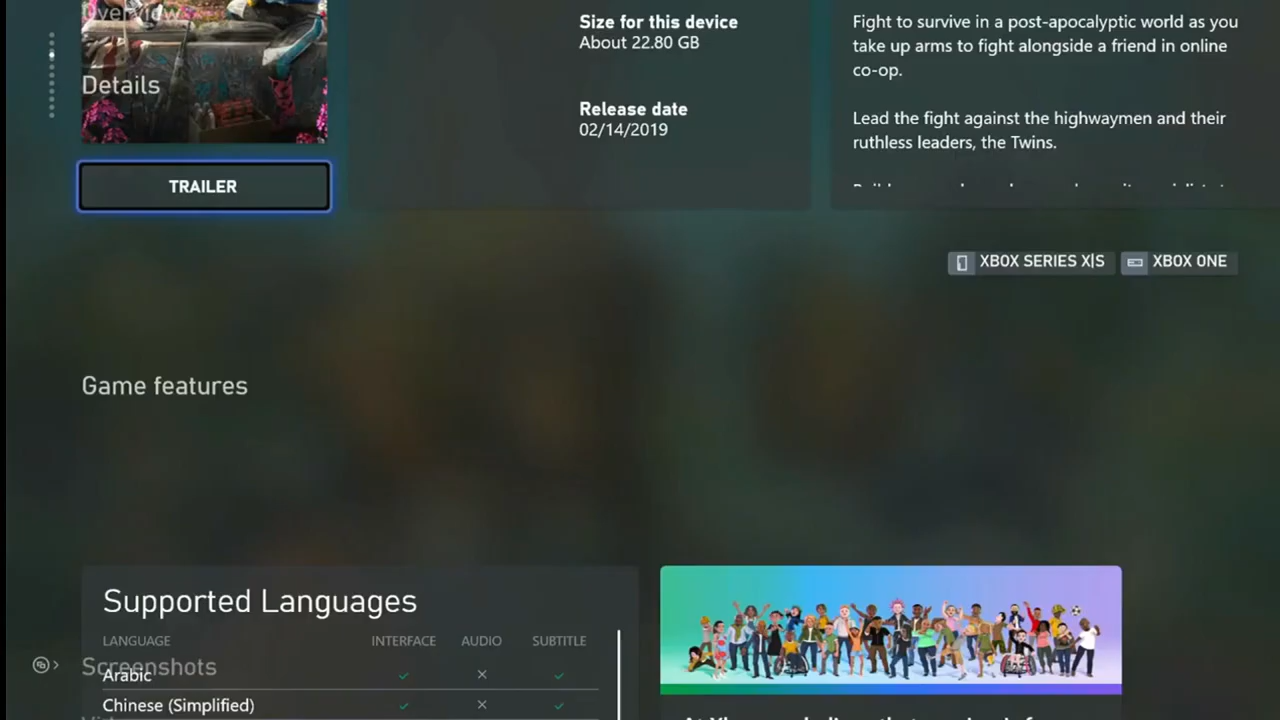 Overview
Details
TRAILER
Size for this device
About 22.80 GB
Release date
02/14/2019
Fight to survive in a post-apocalyptic world as you
take up arms to fight alongside a friend in online
co-op.
Lead the fight against the highwaymen and their
ruthless leaders, the Twins.
XBOX SERIES X|S
XBOX ONE
Game features
Supported Languages
LANGUAGE INTERFACE AUDIO SUBTITLE
Screenshots
Arabic
Chinese (Simplified)